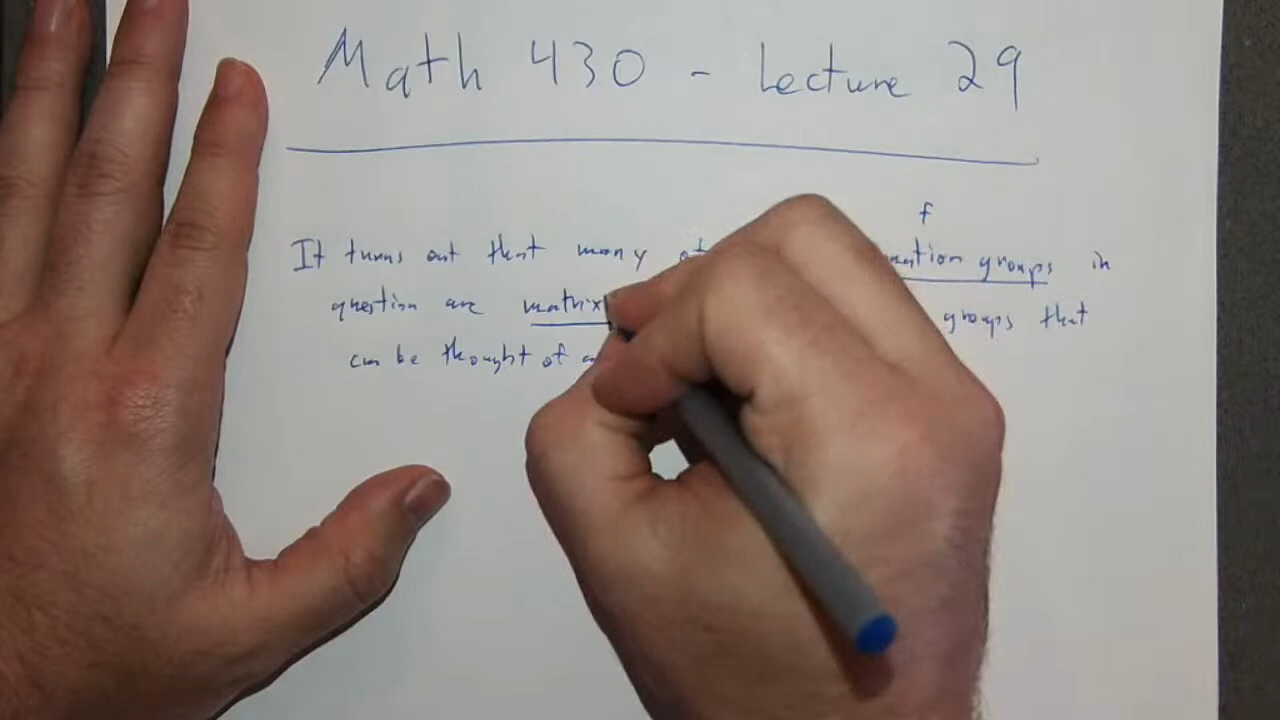 Math 430 - Lecture 29
f
It turns out that many of mation groups in
question are matrix groups that
can be thought of